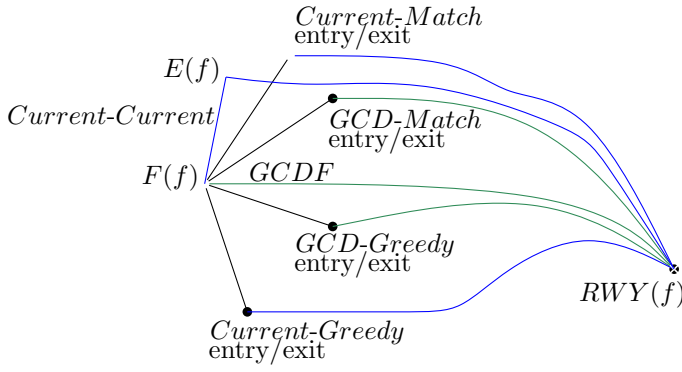 Current-Match
entry/exit
E(f)
Current-Current
GCD-Match
entry/exit
F(f)
GCDF
GCD-Greedy
entry/exit
RWY(f)
Current-Greedy
entry/exit